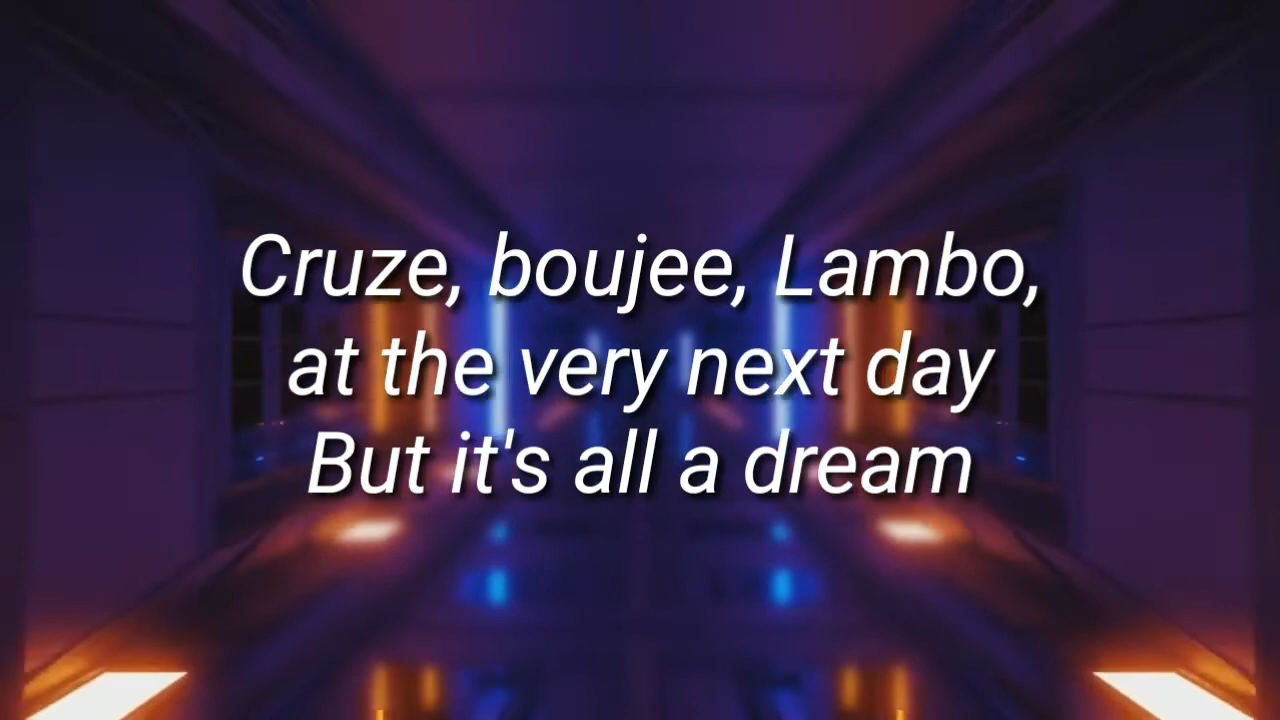 Cruze, boujee, Lambo,
at the very next day
But it's all a dream